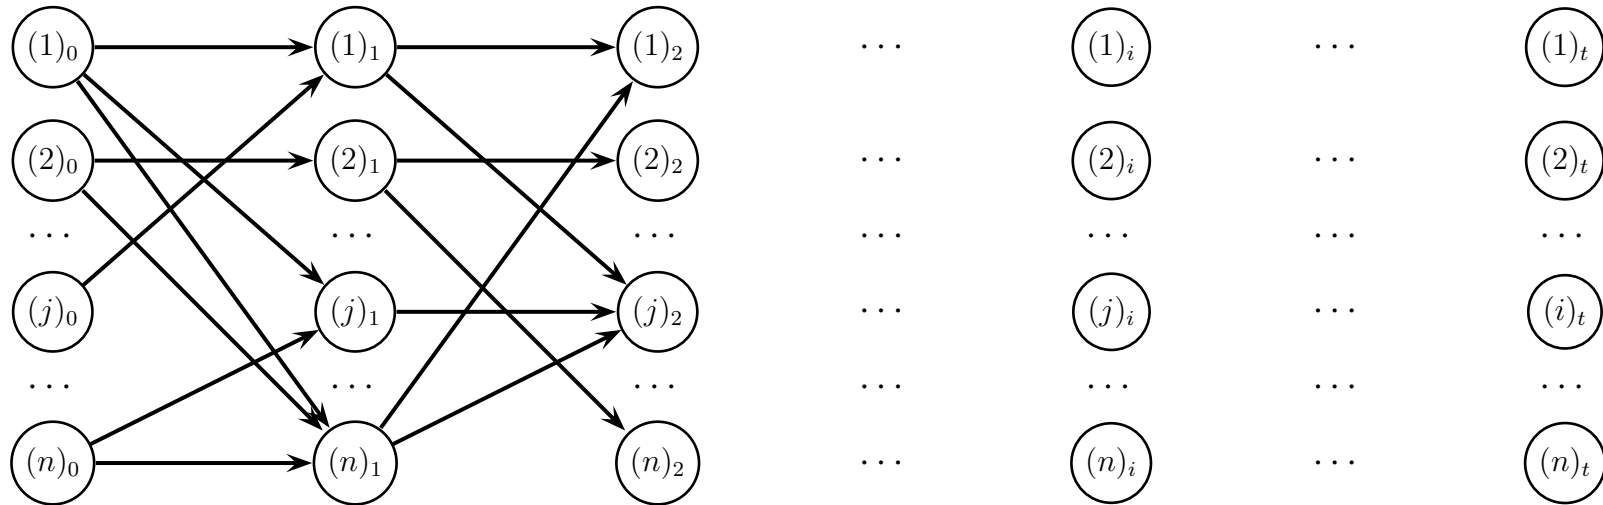 (1)₀ (1)₁ (1)₂ ··· (1)ᵢ ··· (1)ₜ
(2)₀ (2)₁ (2)₂ ··· (2)ᵢ ··· (2)ₜ
··· ··· ··· ··· ··· ··· ···
(j)₀ (j)₁ (j)₂ ··· (j)ᵢ ··· (i)ₜ
··· ··· ··· ··· ··· ··· ···
(n)₀ (n)₁ (n)₂ ··· (n)ᵢ ··· (n)ₜ